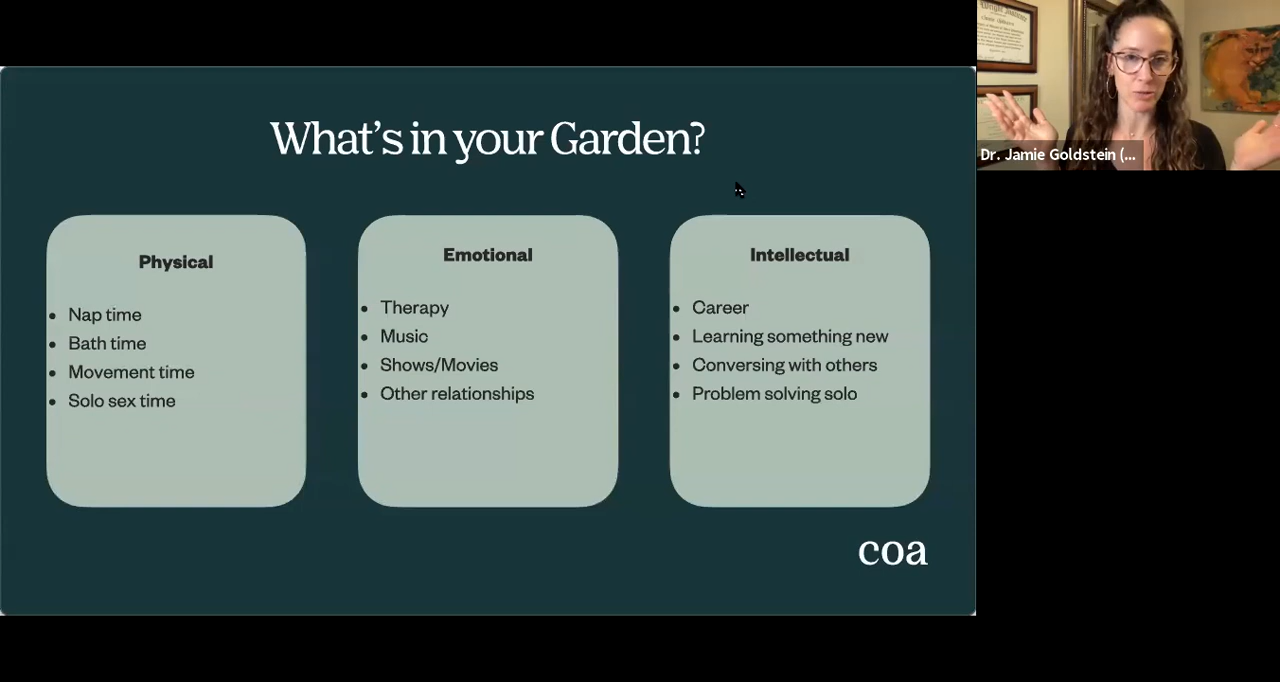 What's in your Garden?
Physical
• Nap time
• Bath time
• Movement time
• Solo sex time
Emotional
• Therapy
• Music
• Shows/Movies
• Other relationships
Intellectual
• Career
• Learning something new
• Conversing with others
• Problem solving solo
coa
Dr. Jamie Goldstein (...